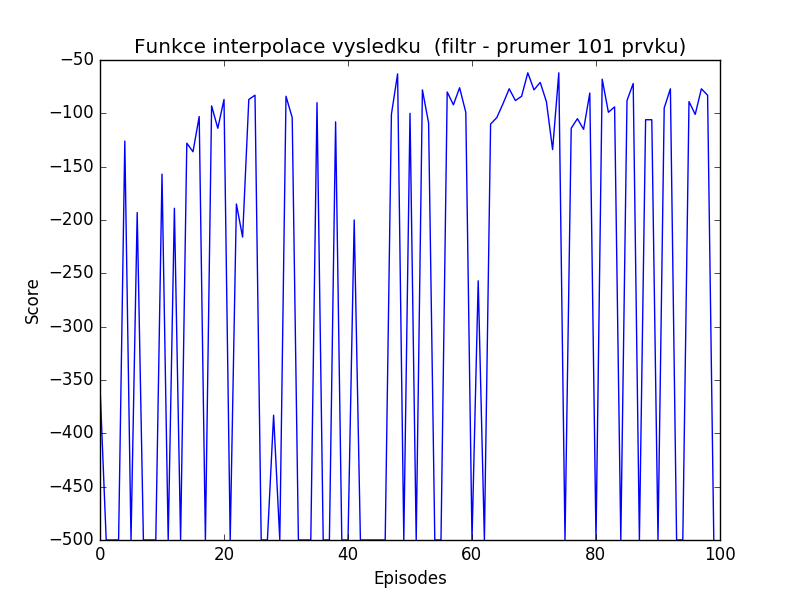 Funkce interpolace vysledku  (filtr - prumer 101 prvku)
−50
−100
−150
−200
−250
−300
−350
−400
−450
−500
Score
0 20 40 60 80 100
Episodes